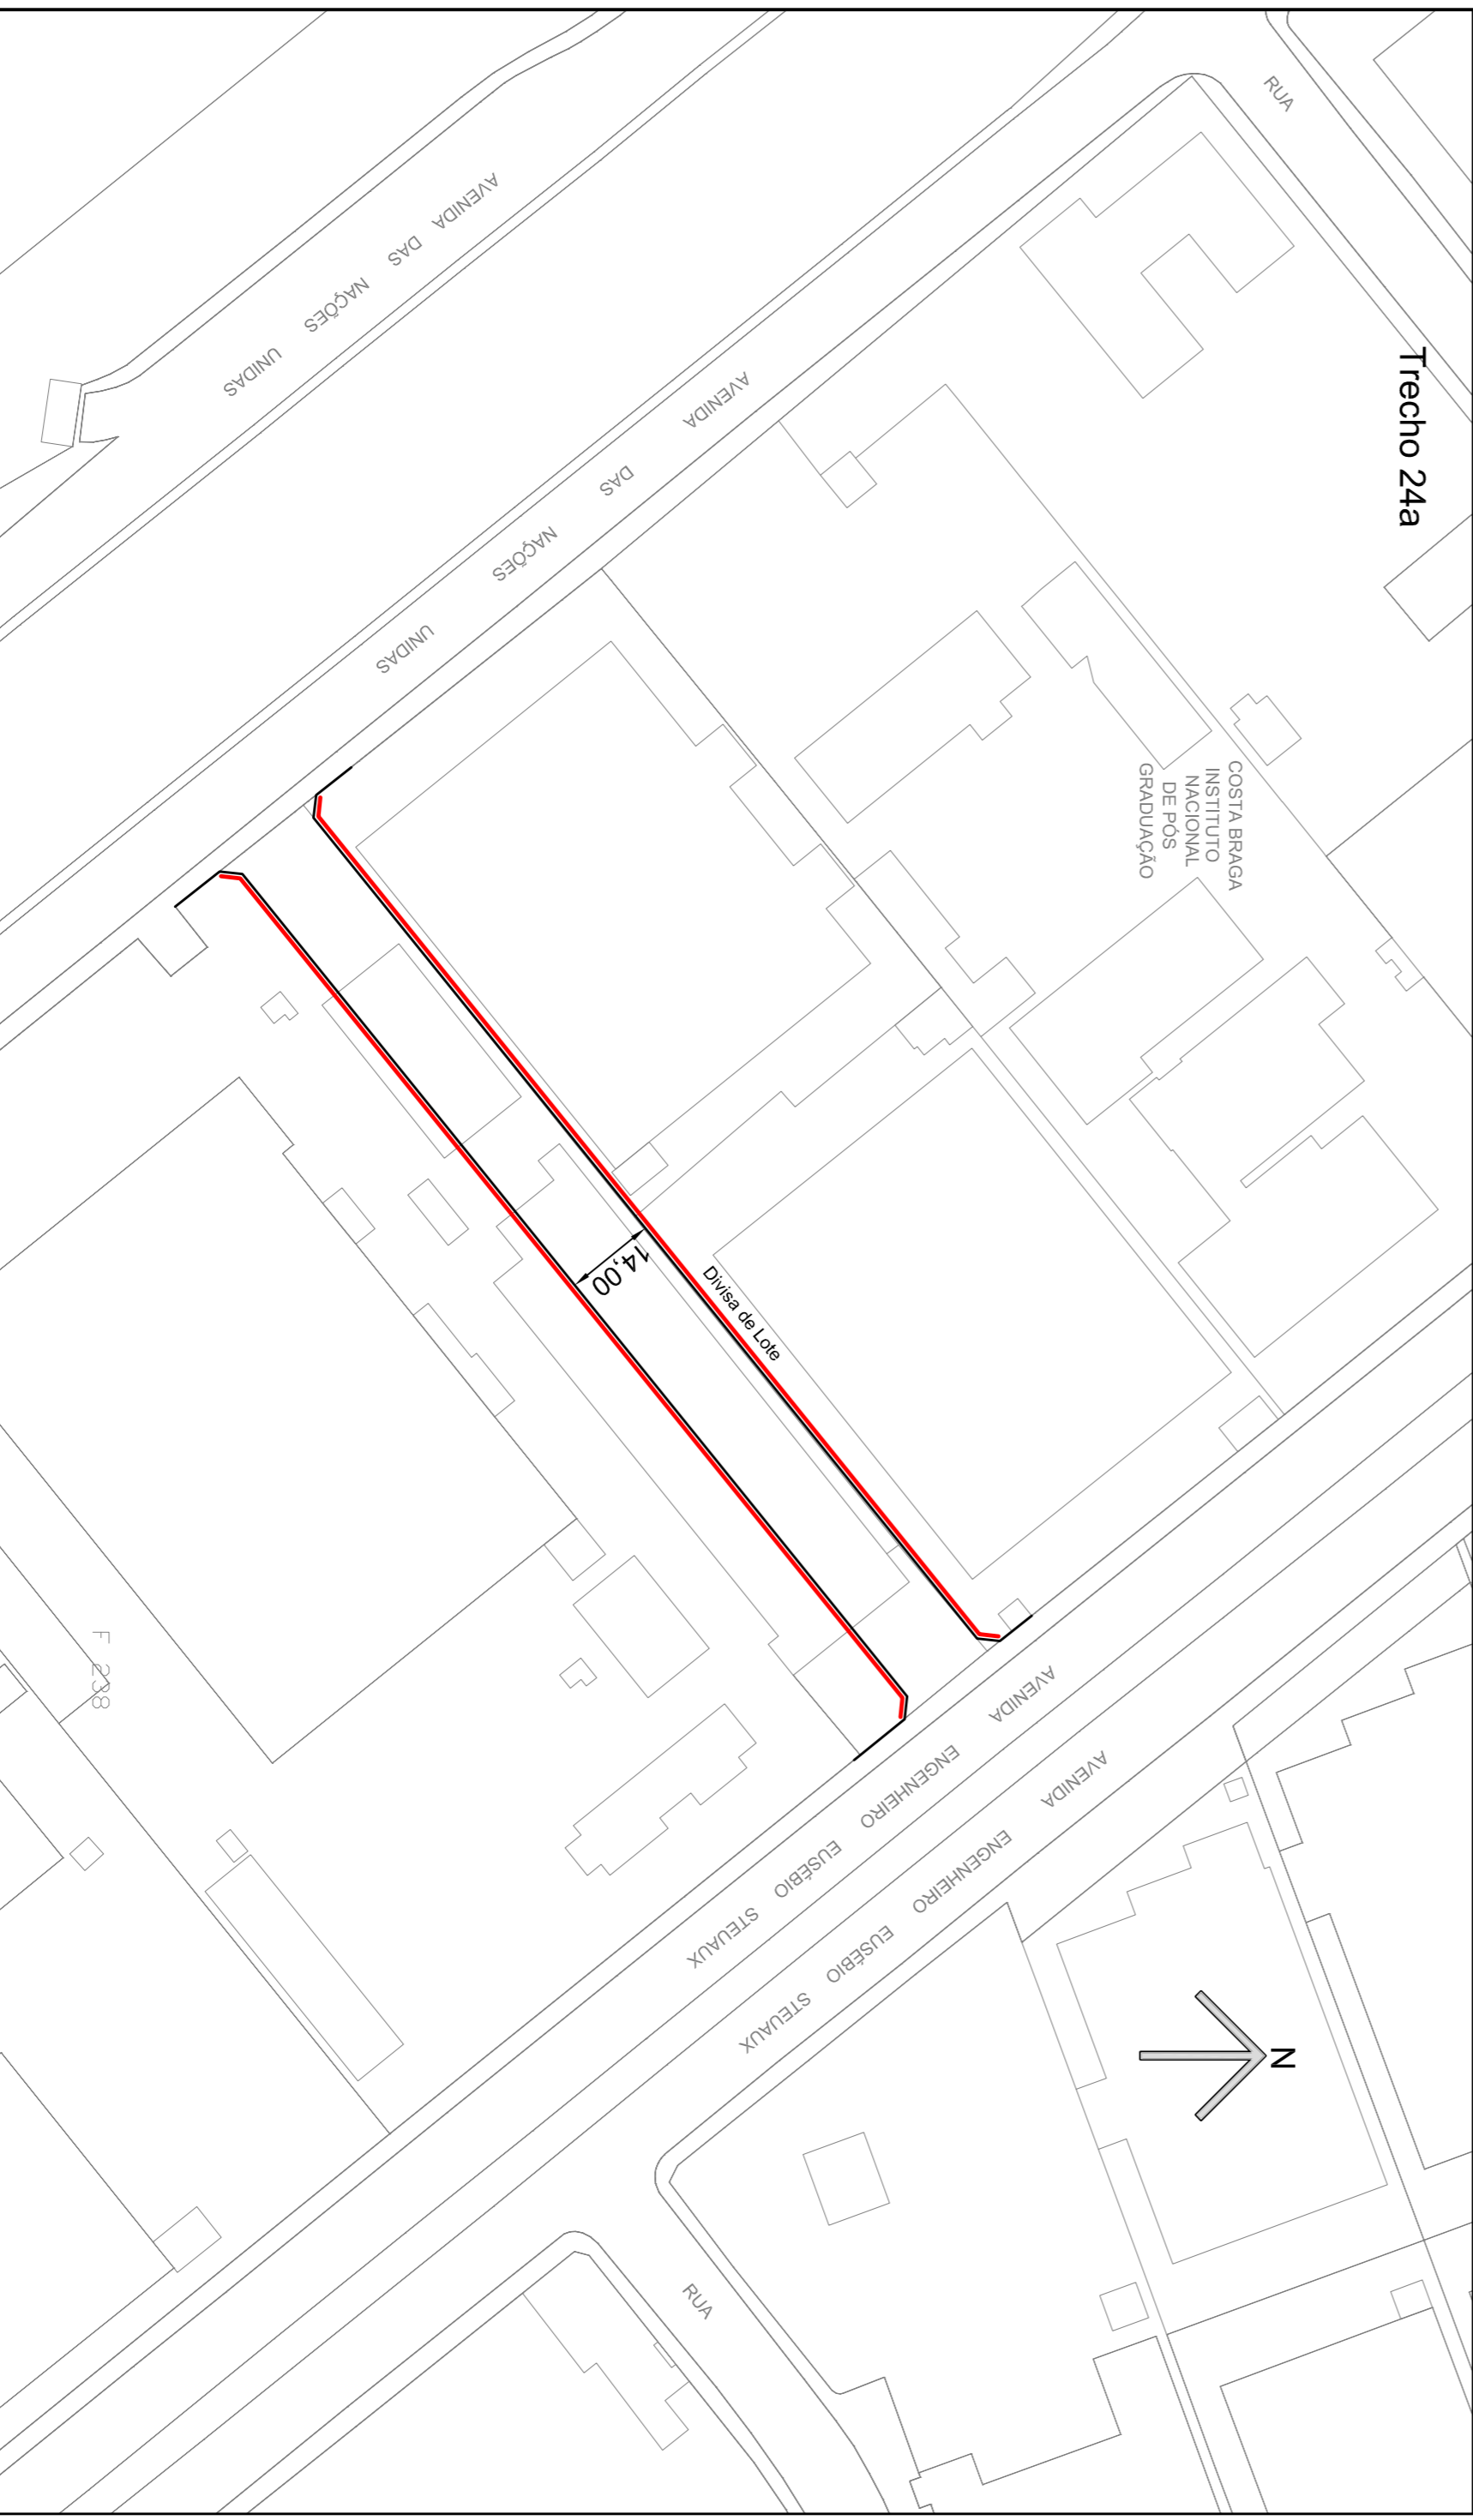 Trecho 24a
RUA
AVENIDA DAS NAÇÕES UNIDAS
AVENIDA DAS NAÇÕES UNIDAS
COSTA BRAGA
INSTITUTO
NACIONAL
DE PÓS
GRADUAÇÃO
14,00
Divisa de Lote
F 238
AVENIDA ENGENHEIRO EUSÉBIO STEUAUX
AVENIDA ENGENHEIRO EUSÉBIO STEUAUX
N
RUA